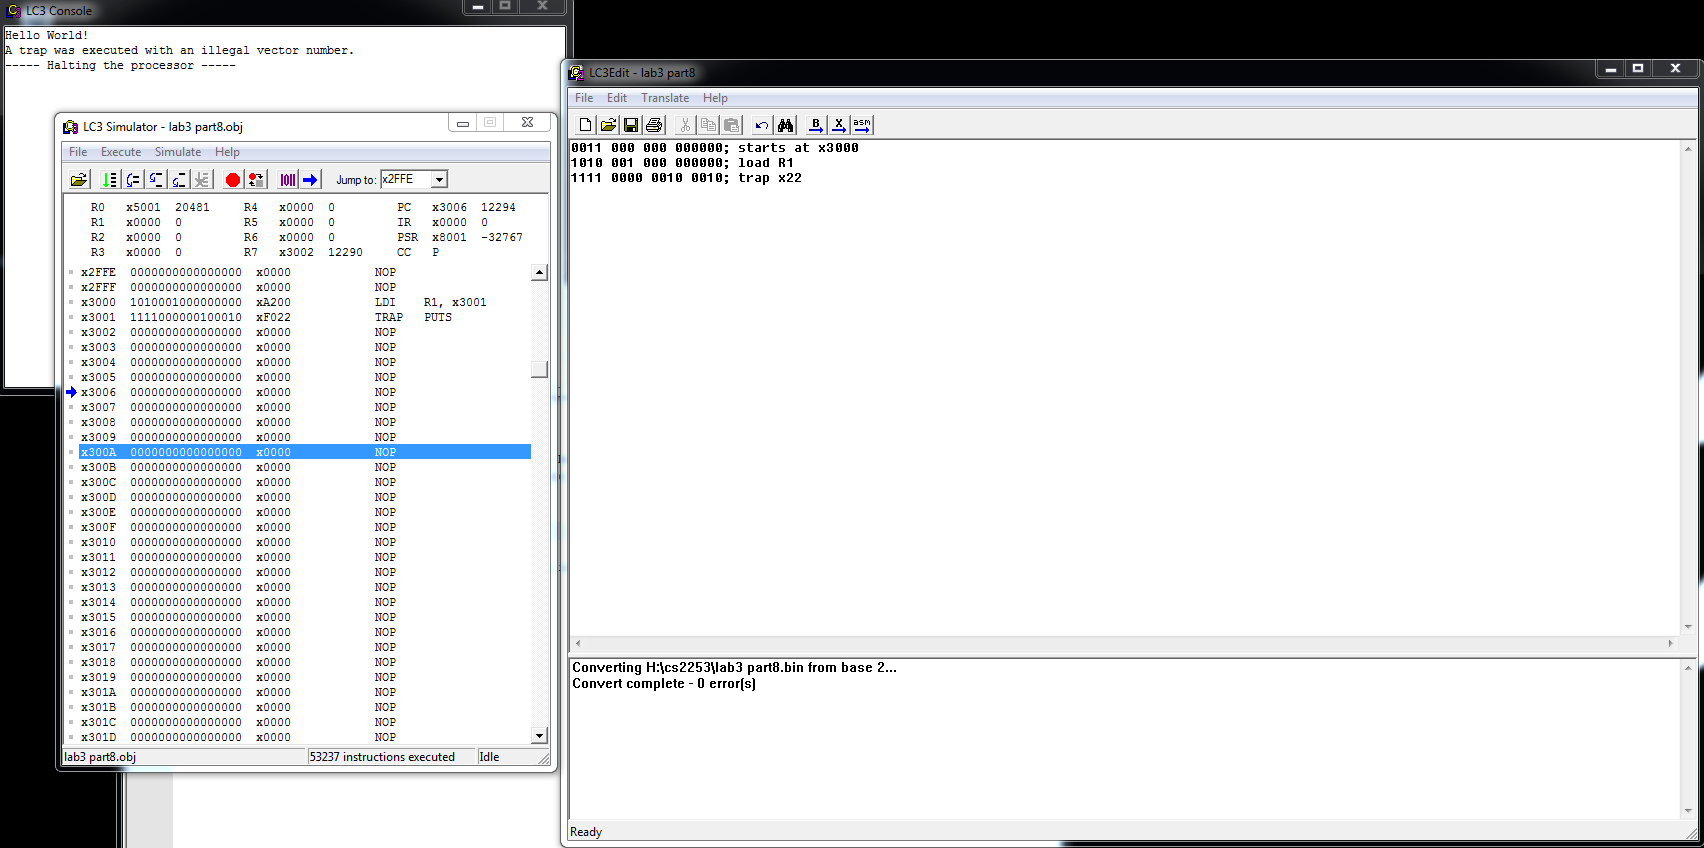 LC3 Console
Hello World!
A trap was executed with an illegal vector number.
----- Halting the processor -----
LC3 Simulator - lab3 part8.obj
File Execute Simulate Help
Jump to: x2FFE
R0 x5001 20481 R4 x0000 0 PC x3006 12294
R1 x0000 0 R5 x0000 0 IR x0000 0
R2 x0000 0 R6 x0000 0 PSR x8001 -32767
R3 x0000 0 R7 x3002 12290 CC P
x2FFE 0000000000000000 x0000 NOP
x2FFF 0000000000000000 x0000 NOP
x3000 1010001000000000 xA200 LDI R1, x3001
x3001 1111000000100010 xF022 TRAP PUTS
x3002 0000000000000000 x0000 NOP
x3003 0000000000000000 x0000 NOP
x3004 0000000000000000 x0000 NOP
x3005 0000000000000000 x0000 NOP
x3006 0000000000000000 x0000 NOP
x3007 0000000000000000 x0000 NOP
x3008 0000000000000000 x0000 NOP
x3009 0000000000000000 x0000 NOP
x300A 0000000000000000 x0000 NOP
x300B 0000000000000000 x0000 NOP
x300C 0000000000000000 x0000 NOP
x300D 0000000000000000 x0000 NOP
x300E 0000000000000000 x0000 NOP
x300F 0000000000000000 x0000 NOP
x3010 0000000000000000 x0000 NOP
x3011 0000000000000000 x0000 NOP
x3012 0000000000000000 x0000 NOP
x3013 0000000000000000 x0000 NOP
x3014 0000000000000000 x0000 NOP
x3015 0000000000000000 x0000 NOP
x3016 0000000000000000 x0000 NOP
x3017 0000000000000000 x0000 NOP
x3018 0000000000000000 x0000 NOP
x3019 0000000000000000 x0000 NOP
x301A 0000000000000000 x0000 NOP
x301B 0000000000000000 x0000 NOP
x301C 0000000000000000 x0000 NOP
x301D 0000000000000000 x0000 NOP
lab3 part8.obj 53237 instructions executed Idle
LC3Edit - lab3 part8
File Edit Translate Help
B X asm
0011 000 000 000000; starts at x3000
1010 001 000 000000; load R1
1111 0000 0010 0010; trap x22
Converting H:\cs2253\lab3 part8.bin from base 2...
Convert complete - 0 error(s)
Ready